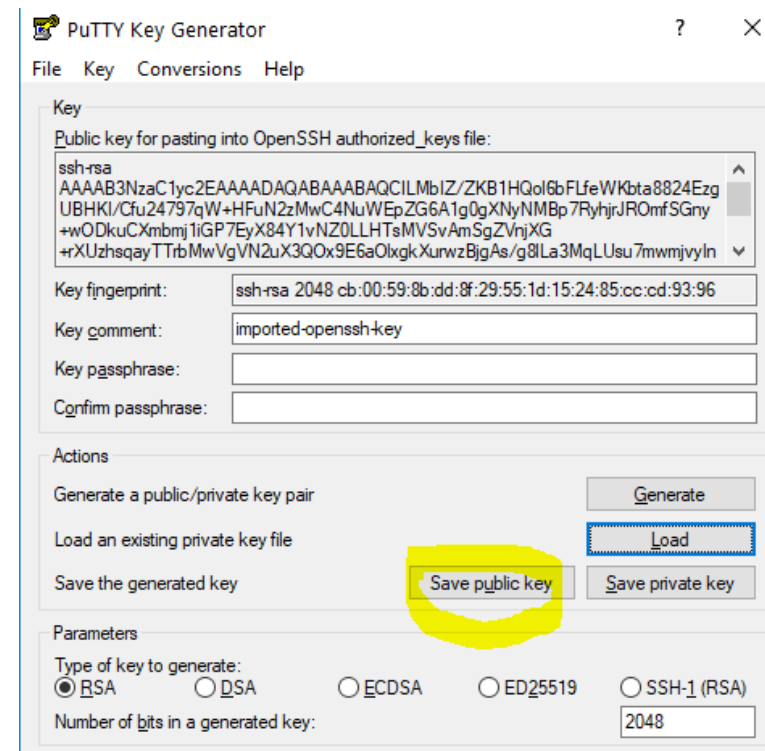 PuTTY Key Generator ?
File Key Conversions Help
Key
Public key for pasting into OpenSSH authorized_keys file:
ssh-rsa
AAAAB3NzaC1yc2EAAAADAQABAAABAQCILMbIZ/ZKB1HQoI6bFLfeWKbta8824Ezg
UBHKI/Cfu24797qW+HFuN2zMwC4NuWEpZG6A1g0gXNyNMBp7RyhjrJROmfSGny
+wODkuCXmbmj1iGP7EyX84Y1vNZ0LLHTsMVSvAmSgZVnjXG
+rXUzhsqayTTrbMwVgVN2uX3QOx9E6aOlxgkXurwzBjgAs/g8lLa3MqLUsu7mwmjvyIn
Key fingerprint: ssh-rsa 2048 cb:00:59:8b:dd:8f:29:55:1d:15:24:85:cc:cd:93:96
Key comment: imported-openssh-key
Key passphrase:
Confirm passphrase:
Actions
Generate a public/private key pair Generate
Load an existing private key file Load
Save the generated key Save public key Save private key
Parameters
Type of key to generate:
RSA DSA ECDSA ED25519 SSH-1 (RSA)
Number of bits in a generated key: 2048